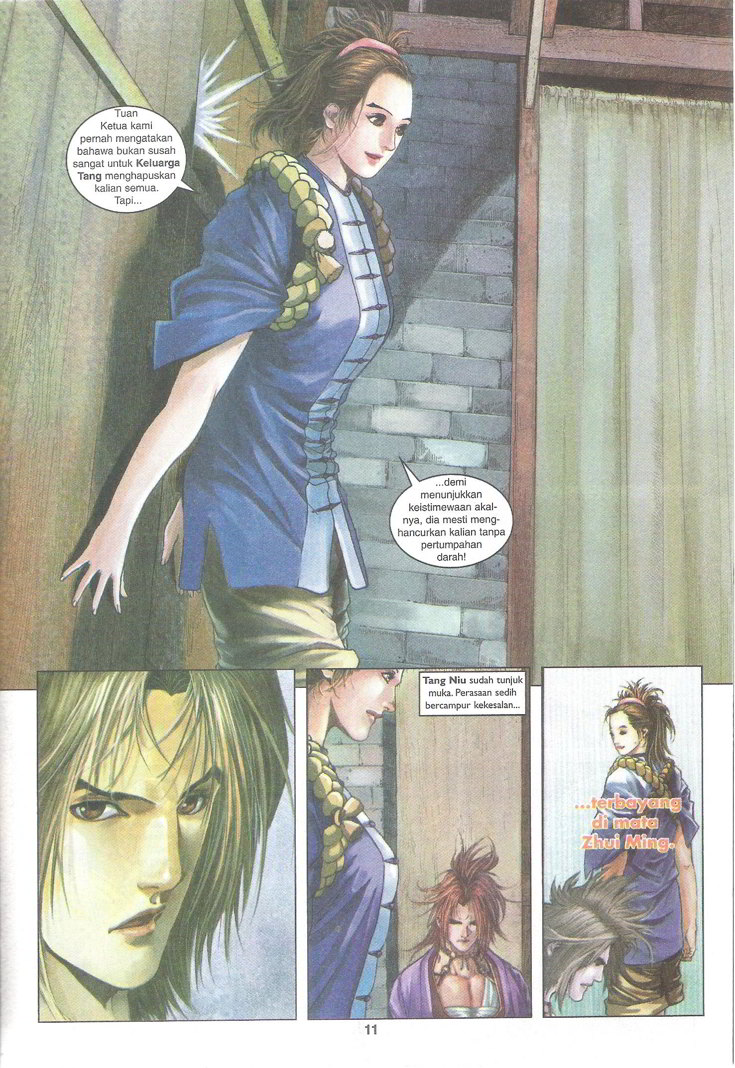 Tuan
Ketua kami
pernah mengatakan
bahawa bukan susah
sangat untuk Keluarga
Tang menghapuskan
kalian semua.
Tapi...
...demi
menunjukkan
keistimewaan akal-
nya, dia mesti meng-
hancurkan kalian tanpa
pertumpahan
darah!
Tang Niu sudah tunjuk
muka. Perasaan sedih
bercampur kekesalan...
...terbayang
di mata
Zhui Ming.
11